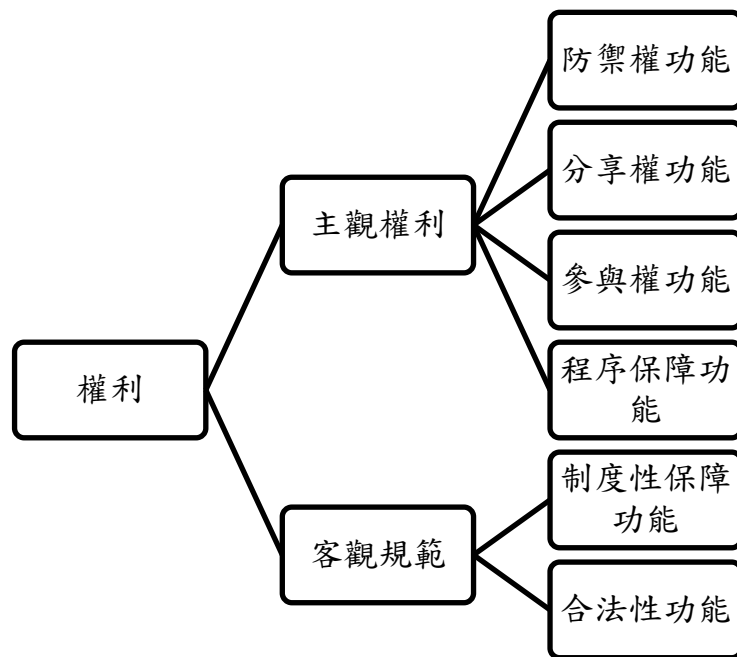 防禦權功能
分享權功能
主觀權利
參與權功能
權利
程序保障功
能
制度性保障
功能
客觀規範
合法性功能